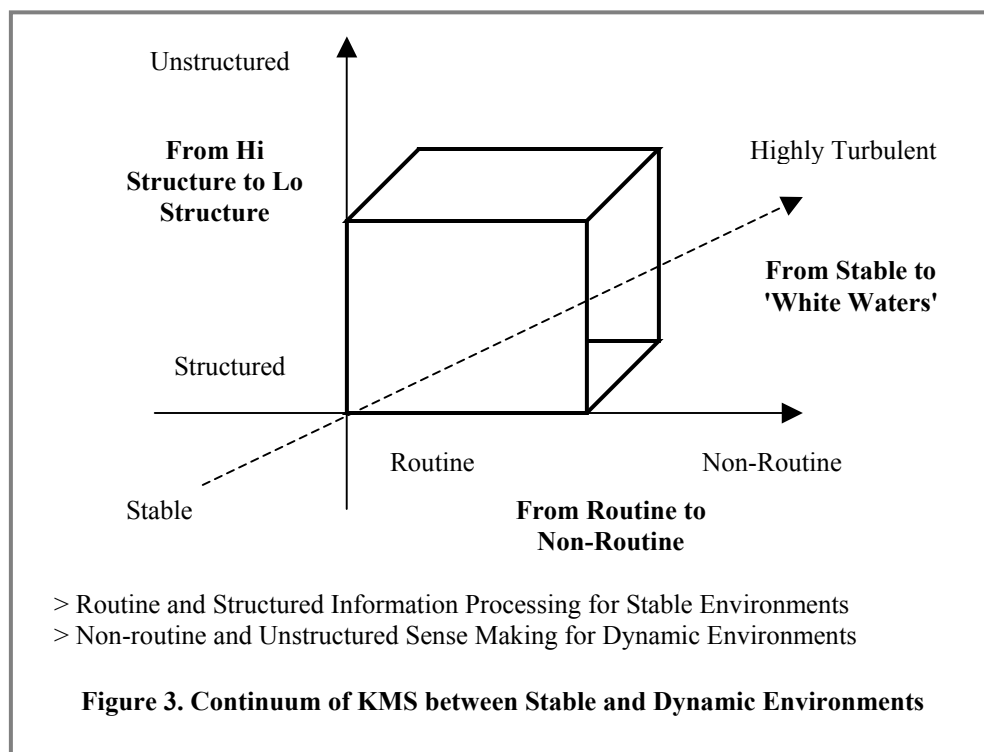 Unstructured
From Hi
Structure to Lo
Structure
Highly Turbulent
From Stable to
'White Waters'
Structured
Routine
Non-Routine
Stable
From Routine to
Non-Routine
> Routine and Structured Information Processing for Stable Environments
> Non-routine and Unstructured Sense Making for Dynamic Environments
Figure 3. Continuum of KMS between Stable and Dynamic Environments